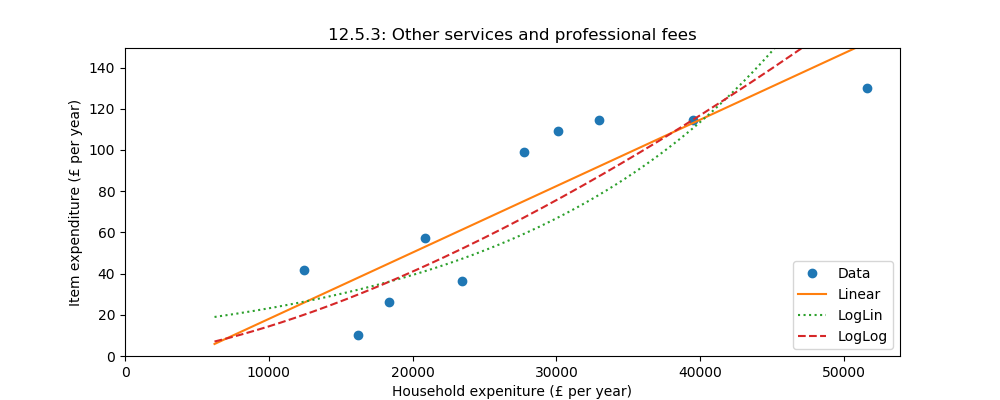 12.5.3: Other services and professional fees
Item expenditure (£ per year)
140
120
100
80
60
40
20
0
0 10000 20000 30000 40000 50000
Household expeniture (£ per year)
Data
Linear
LogLin
LogLog